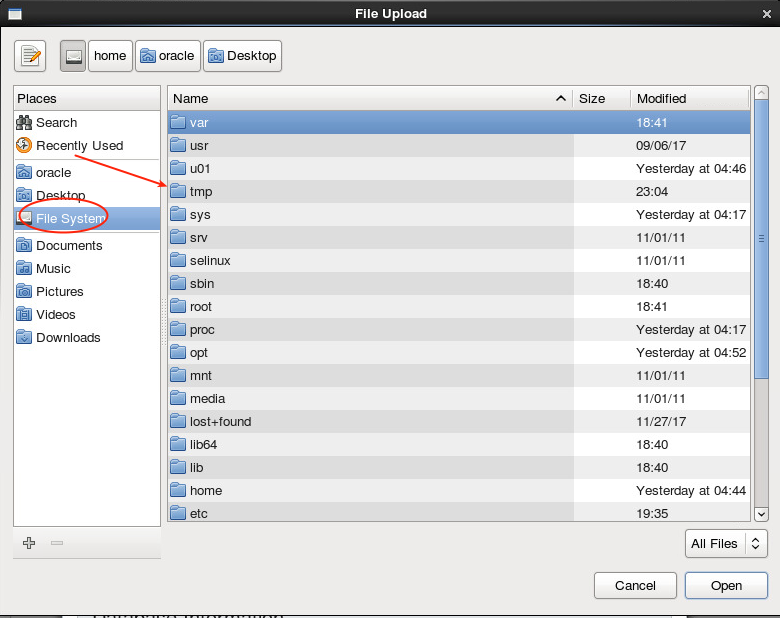 File Upload
home oracle Desktop
Places
Search
Recently Used
oracle
Desktop
File System
Documents
Music
Pictures
Videos
Downloads
Name Size Modified
var 18:41
usr 09/06/17
u01 Yesterday at 04:46
tmp 23:04
sys Yesterday at 04:17
srv 11/01/11
selinux 11/01/11
sbin 18:40
root 18:41
proc Yesterday at 04:17
opt Yesterday at 04:52
mnt 11/01/11
media 11/01/11
lost+found 11/27/17
lib64 18:40
lib 18:40
home Yesterday at 04:44
etc 19:35
All Files
Cancel Open
Database Information